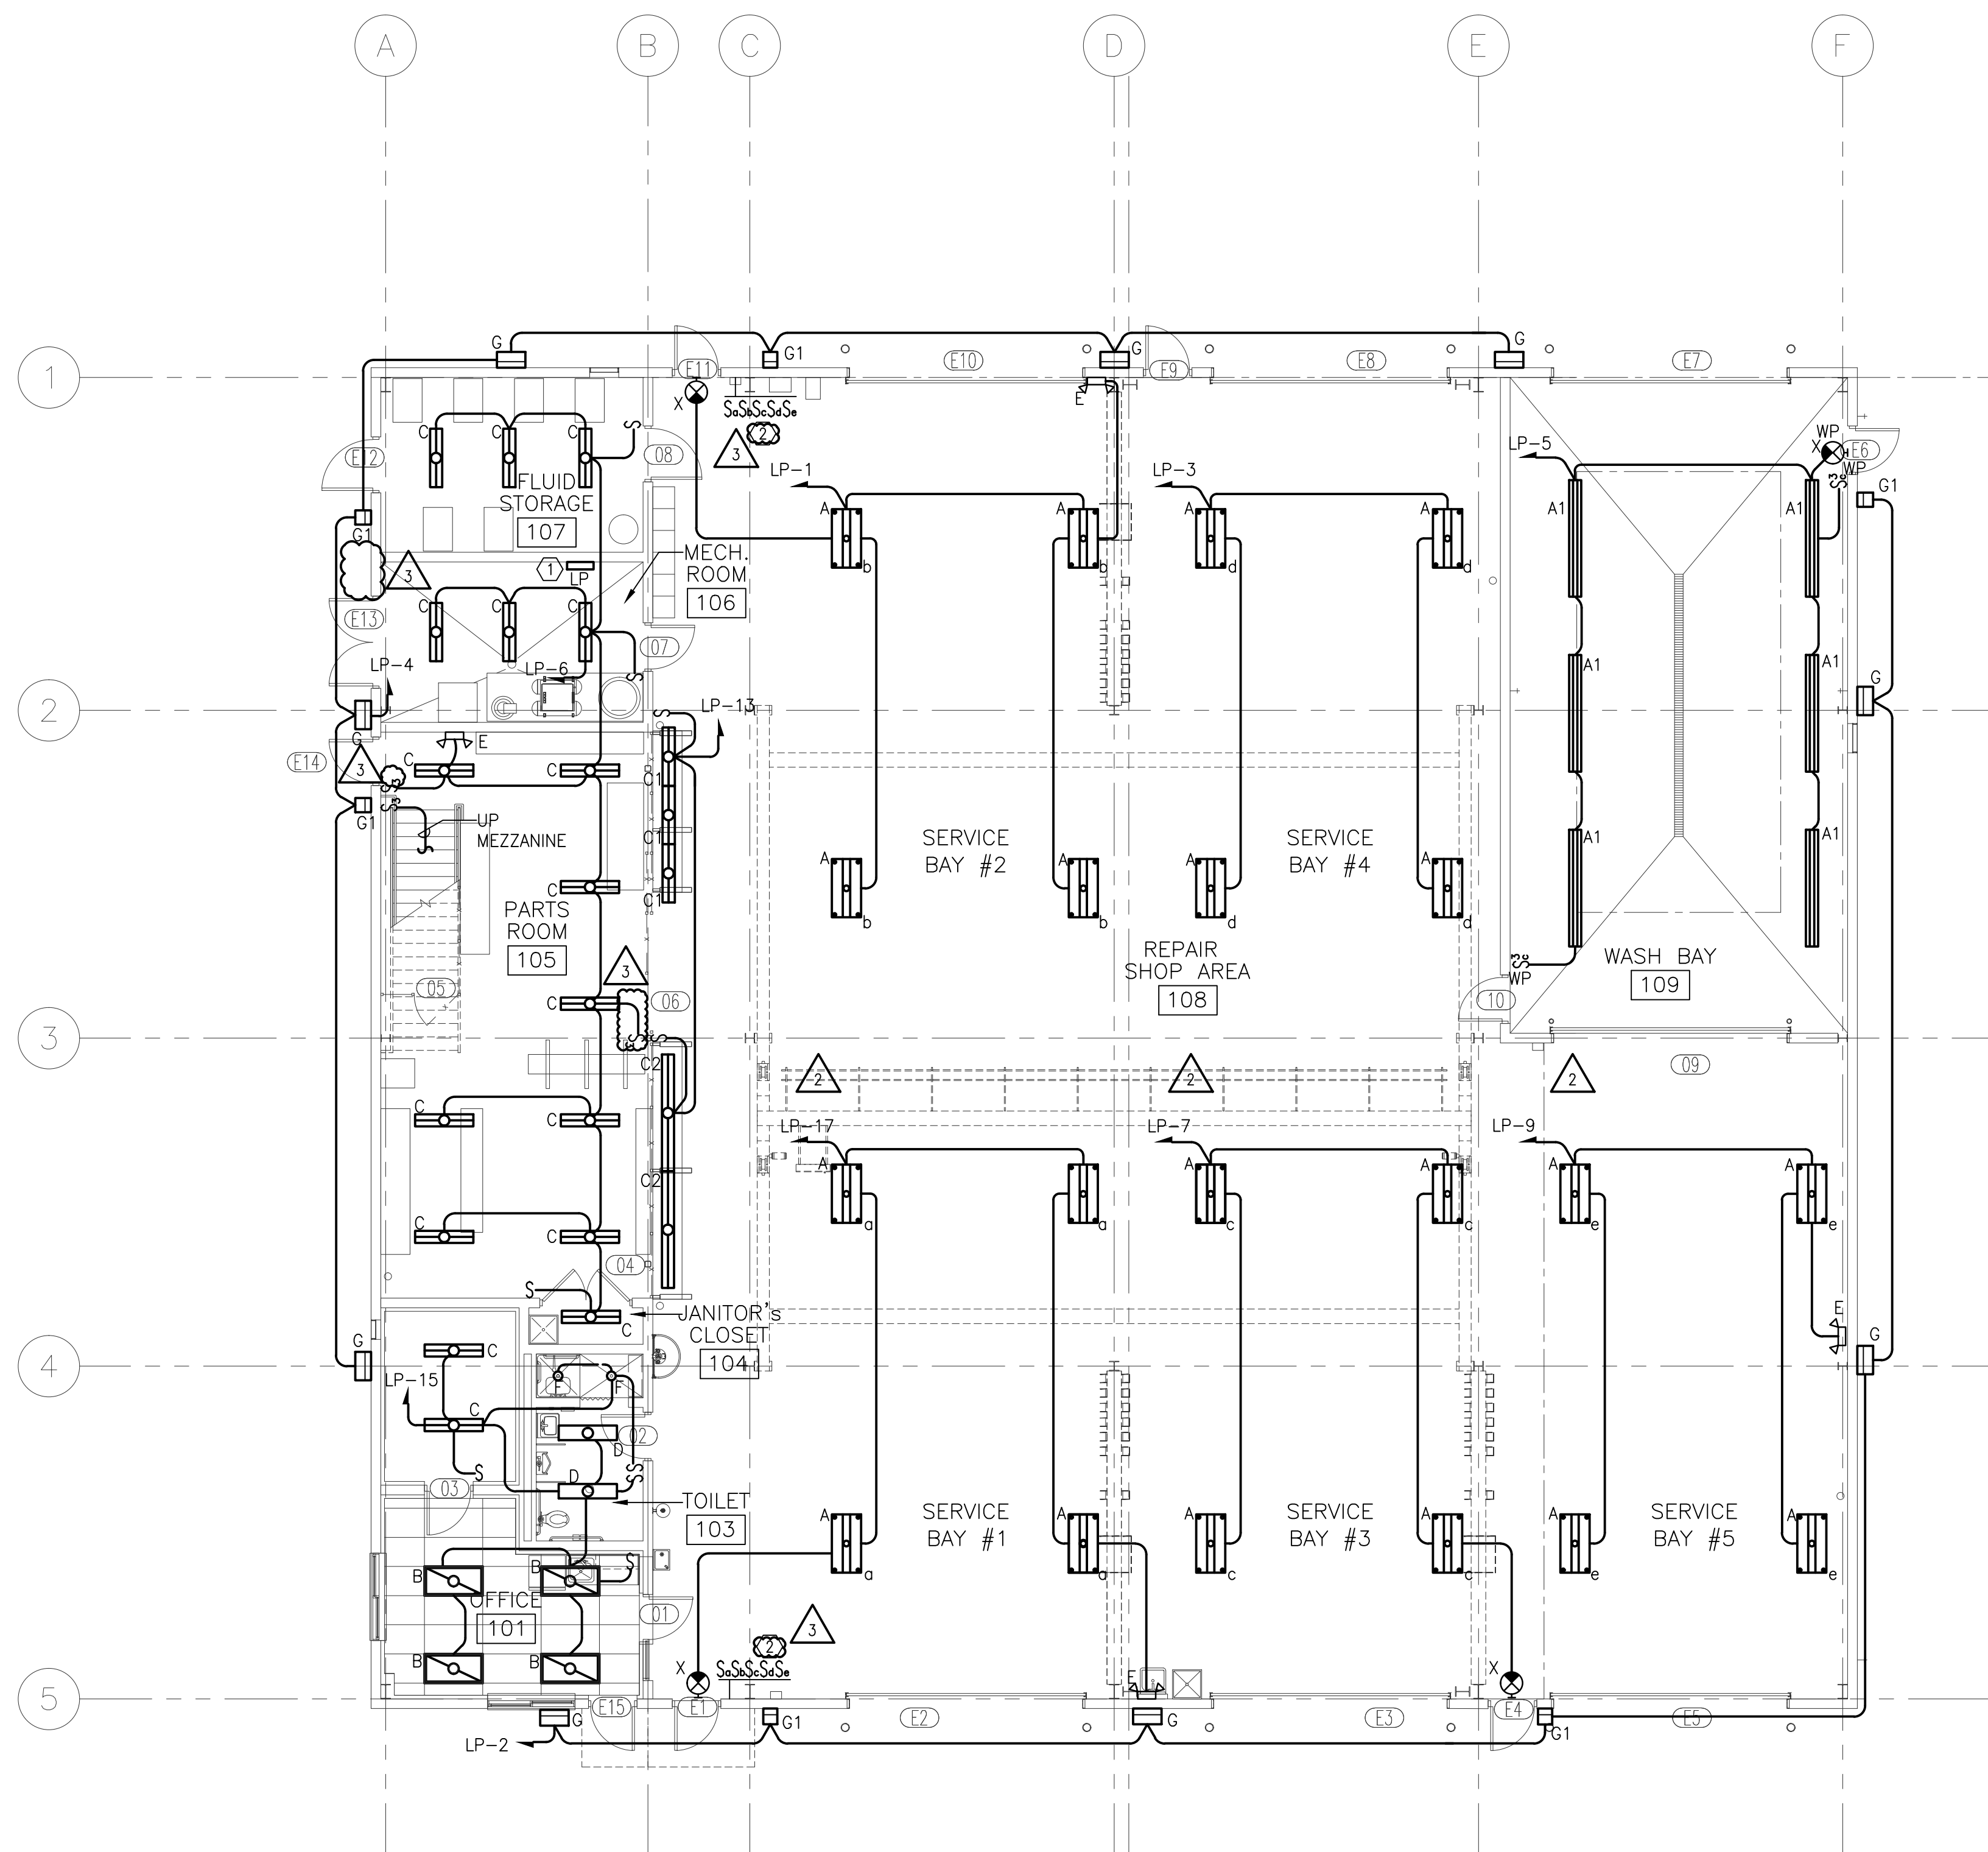 A B C D E F
1
G G1 G G
E11 E10 E9 E8 E7
X SaSbScSdSe E
2
3
WP
X E6
WP
S3c
G1
C C C S
E12 08
LP-1 LP-3 LP-5
FLUID
STORAGE
107
A A A A A1 A1
G1
3
1 LP
MECH.
ROOM
106
b b d d
C C C
E13 07
LP-4 LP-6 S
A1 A1
G
2
G
S LP-13
E14 3 C E C
S S3
C1
G1
UP
MEZZANINE
S
C1
SERVICE
BAY #2
SERVICE
BAY #4
A1 A1
A A A A
C C1
b b d d
PARTS
ROOM
105
REPAIR
SHOP AREA
108
S3c
WP
WASH BAY
109
3
05 06 10
C
3
S3 S S
C2
2 2 2
09
C C
LP-17 LP-7 LP-9
A A A A A A
C2
a a c c e e
C C
04
S
JANITOR's
CLOSET
104
C
E
G G
4
C
LP-15
F F
C
02
D
D
S SS
03
TOILET
103
SERVICE
BAY #1
SERVICE
BAY #3
SERVICE
BAY #5
A A A A A A
a a c c e e
B B S
OFFICE
101
01
2
3
B B
X SaSbScSdSe E X
5
E15 E1 E2 E3 E4 E5
G G1 G G1
LP-2